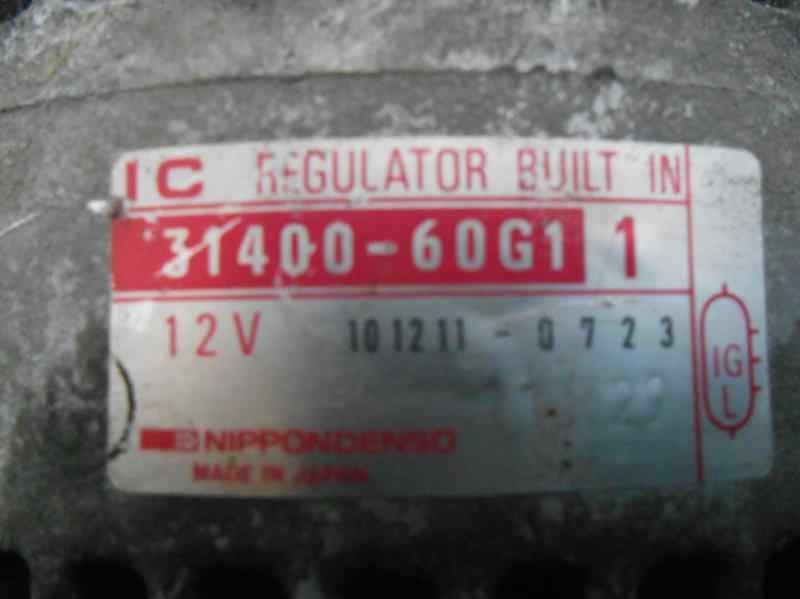 IC REGULATOR BUILT IN
31400-60G1 1
12V 101211-0723
IG
L
NIPPONDENSO
MADE IN JAPAN